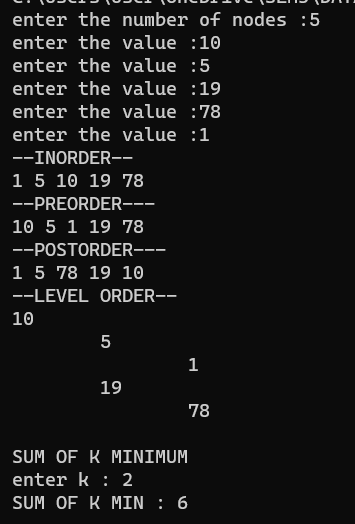 enter the number of nodes :5
enter the value :10
enter the value :5
enter the value :19
enter the value :78
enter the value :1
--INORDER--
1 5 10 19 78
--PREORDER---
10 5 1 19 78
--POSTORDER---
1 5 78 19 10
--LEVEL ORDER--
10
5
1
19
78
SUM OF K MINIMUM
enter k : 2
SUM OF K MIN : 6